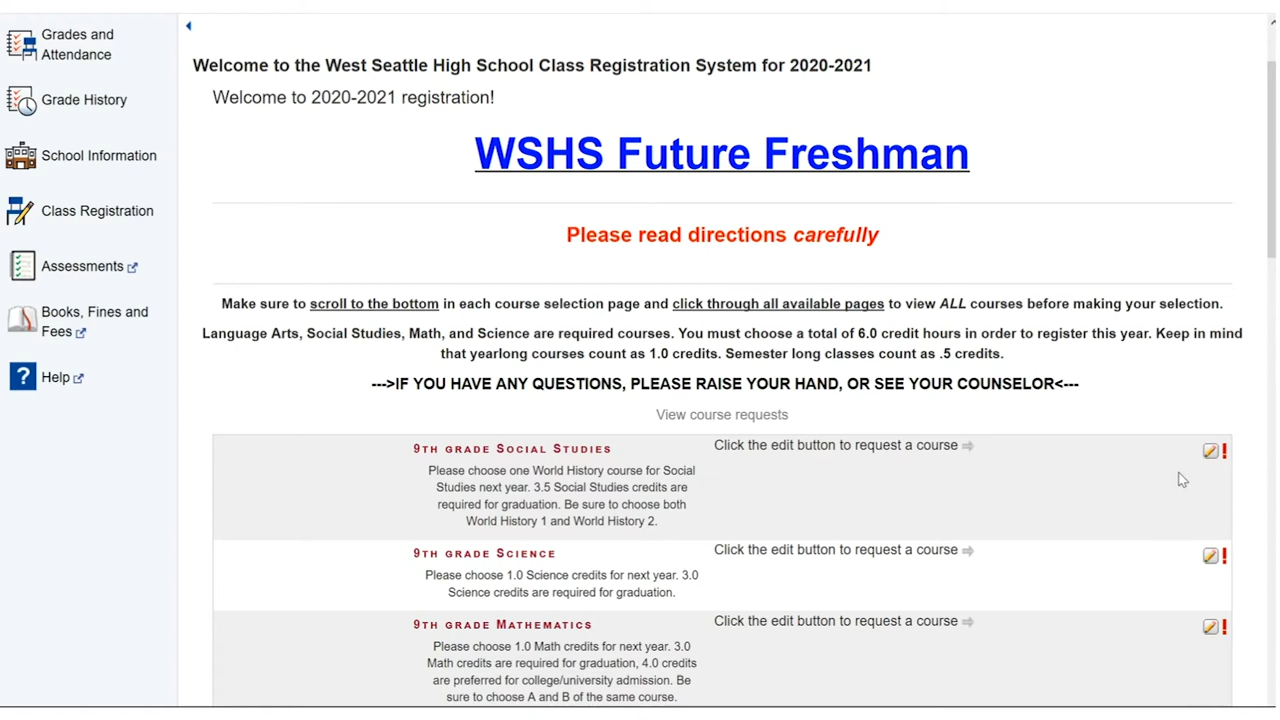 Grades and
Attendance
Grade History
School Information
Class Registration
Assessments
Books, Fines and
Fees
? Help
Welcome to the West Seattle High School Class Registration System for 2020-2021
Welcome to 2020-2021 registration!
WSHS Future Freshman
Please read directions carefully
Make sure to scroll to the bottom in each course selection page and click through all available pages to view ALL courses before making your selection.
Language Arts, Social Studies, Math, and Science are required courses. You must choose a total of 6.0 credit hours in order to register this year. Keep in mind
that yearlong courses count as 1.0 credits. Semester long classes count as .5 credits.
--->IF YOU HAVE ANY QUESTIONS, PLEASE RAISE YOUR HAND, OR SEE YOUR COUNSELOR<---
View course requests
9TH GRADE SOCIAL STUDIES
Click the edit button to request a course
!
Please choose one World History course for Social
Studies next year. 3.5 Social Studies credits are
required for graduation. Be sure to choose both
World History 1 and World History 2.
9TH GRADE SCIENCE
Click the edit button to request a course
!
Please choose 1.0 Science credits for next year. 3.0
Science credits are required for graduation.
9TH GRADE MATHEMATICS
Click the edit button to request a course
!
Please choose 1.0 Math credits for next year. 3.0
Math credits are required for graduation, 4.0 credits
are preferred for college/university admission. Be
sure to choose A and B of the same course.